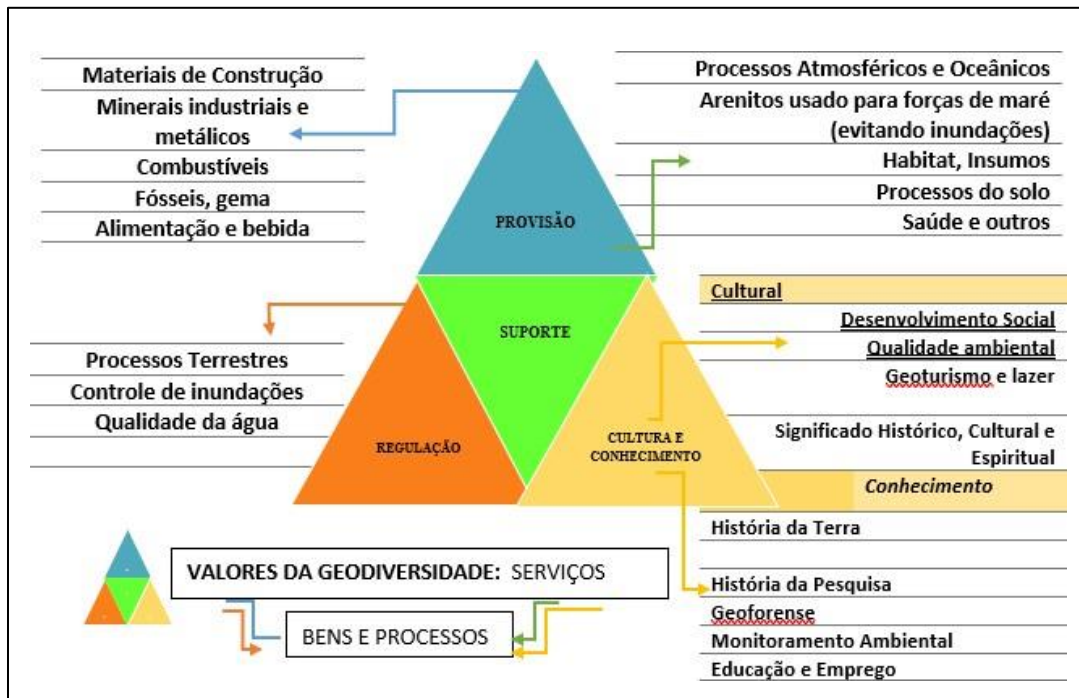 Materiais de Construção
Minerais industriais e
metálicos
Combustíveis
Fósseis, gema
Alimentação e bebida
Processos Atmosféricos e Oceânicos
Arenitos usado para forças de maré
(evitando inundações)
Habitat, Insumos
Processos do solo
Saúde e outros
PROVISÃO
SUPORTE
REGULAÇÃO
CULTURA E
CONHECIMENTO
Processos Terrestres
Controle de inundações
Qualidade da água
Cultural
Desenvolvimento Social
Qualidade ambiental
Geoturismo e lazer
Significado Histórico, Cultural e
Espiritual
Conhecimento
História da Terra
História da Pesquisa
Geoforense
Monitoramento Ambiental
Educação e Emprego
VALORES DA GEODIVERSIDADE: SERVIÇOS
BENS E PROCESSOS